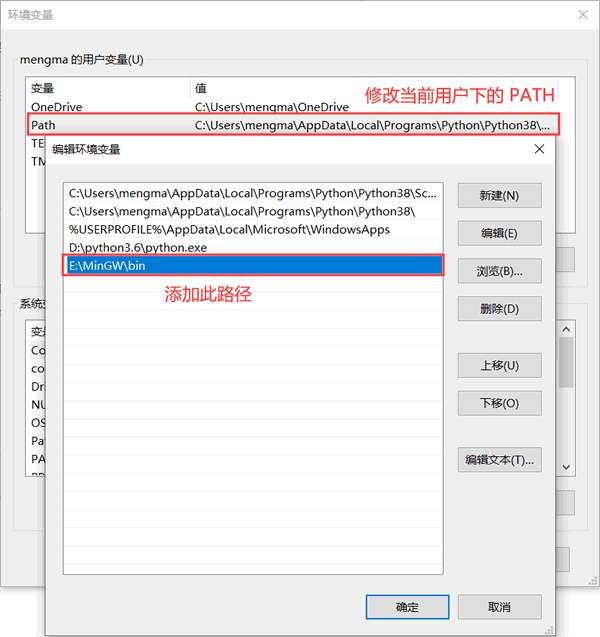 环境变量
mengma 的用户变量(U)
变量 值
OneDrive C:\Users\mengma\OneDrive
修改当前用户下的 PATH
Path C:\Users\mengma\AppData\Local\Programs\Python\Python38\...
TE
TM
编辑环境变量
C:\Users\mengma\AppData\Local\Programs\Python\Python38\Sc...
C:\Users\mengma\AppData\Local\Programs\Python\Python38\
%USERPROFILE%\AppData\Local\Microsoft\WindowsApps
D:\python3.6\python.exe
E:\MinGW\bin
添加此路径
新建(N)
编辑(E)
浏览(B)...
删除(D)
上移(U)
下移(O)
编辑文本(T)...
确定
取消
系统
Co
co
Dri
NU
OS
Pat
PA